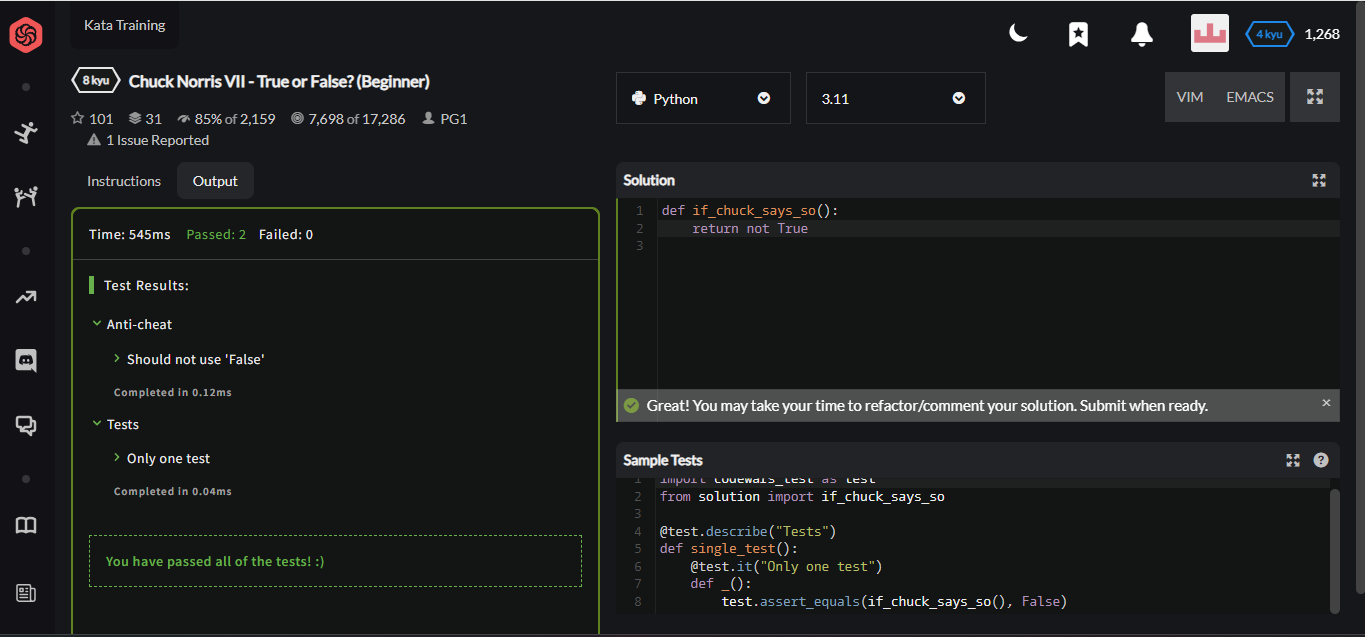 Kata Training
4 kyu
1,268
8 kyu
Chuck Norris VII - True or False? (Beginner)
101
31
85% of 2,159
7,698 of 17,286
PG1
1 Issue Reported
Python
3.11
VIM
EMACS
Instructions
Output
Time: 545ms Passed: 2 Failed: 0
Test Results:
Anti-cheat
Should not use 'False'
Completed in 0.12ms
Tests
Only one test
Completed in 0.04ms
You have passed all of the tests! :)
Solution
1 def if_chuck_says_so():
2     return not True
3
Great! You may take your time to refactor/comment your solution. Submit when ready.
Sample Tests
1 import codewars_test as test
2 from solution import if_chuck_says_so
3
4 @test.describe("Tests")
5 def single_test():
6     @test.it("Only one test")
7     def _():
8         test.assert_equals(if_chuck_says_so(), False)